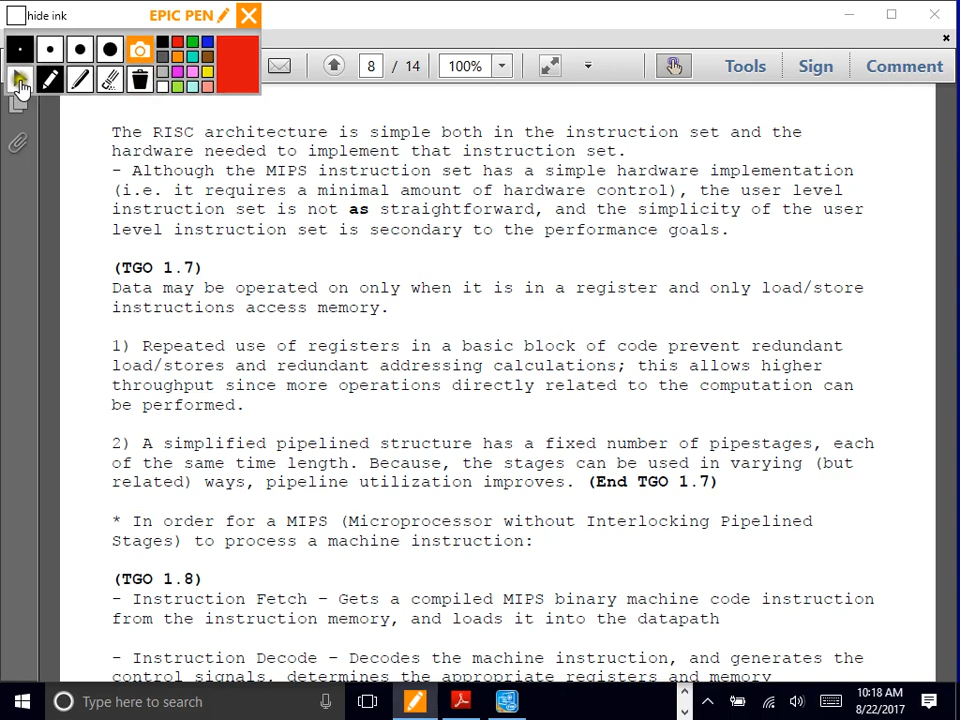 hide ink
EPIC PEN
8 / 14
100%
Tools
Sign
Comment
The RISC architecture is simple both in the instruction set and the
hardware needed to implement that instruction set.
- Although the MIPS instruction set has a simple hardware implementation
(i.e. it requires a minimal amount of hardware control), the user level
instruction set is not as straightforward, and the simplicity of the user
level instruction set is secondary to the performance goals.
(TGO 1.7)
Data may be operated on only when it is in a register and only load/store
instructions access memory.
1) Repeated use of registers in a basic block of code prevent redundant
load/stores and redundant addressing calculations; this allows higher
throughput since more operations directly related to the computation can
be performed.
2) A simplified pipelined structure has a fixed number of pipestages, each
of the same time length. Because, the stages can be used in varying (but
related) ways, pipeline utilization improves. (End TGO 1.7)
* In order for a MIPS (Microprocessor without Interlocking Pipelined
Stages) to process a machine instruction:
(TGO 1.8)
- Instruction Fetch – Gets a compiled MIPS binary machine code instruction
from the instruction memory, and loads it into the datapath
- Instruction Decode – Decodes the machine instruction, and generates the
control signals, determines the appropriate registers and memory
Type here to search
10:18 AM
8/22/2017